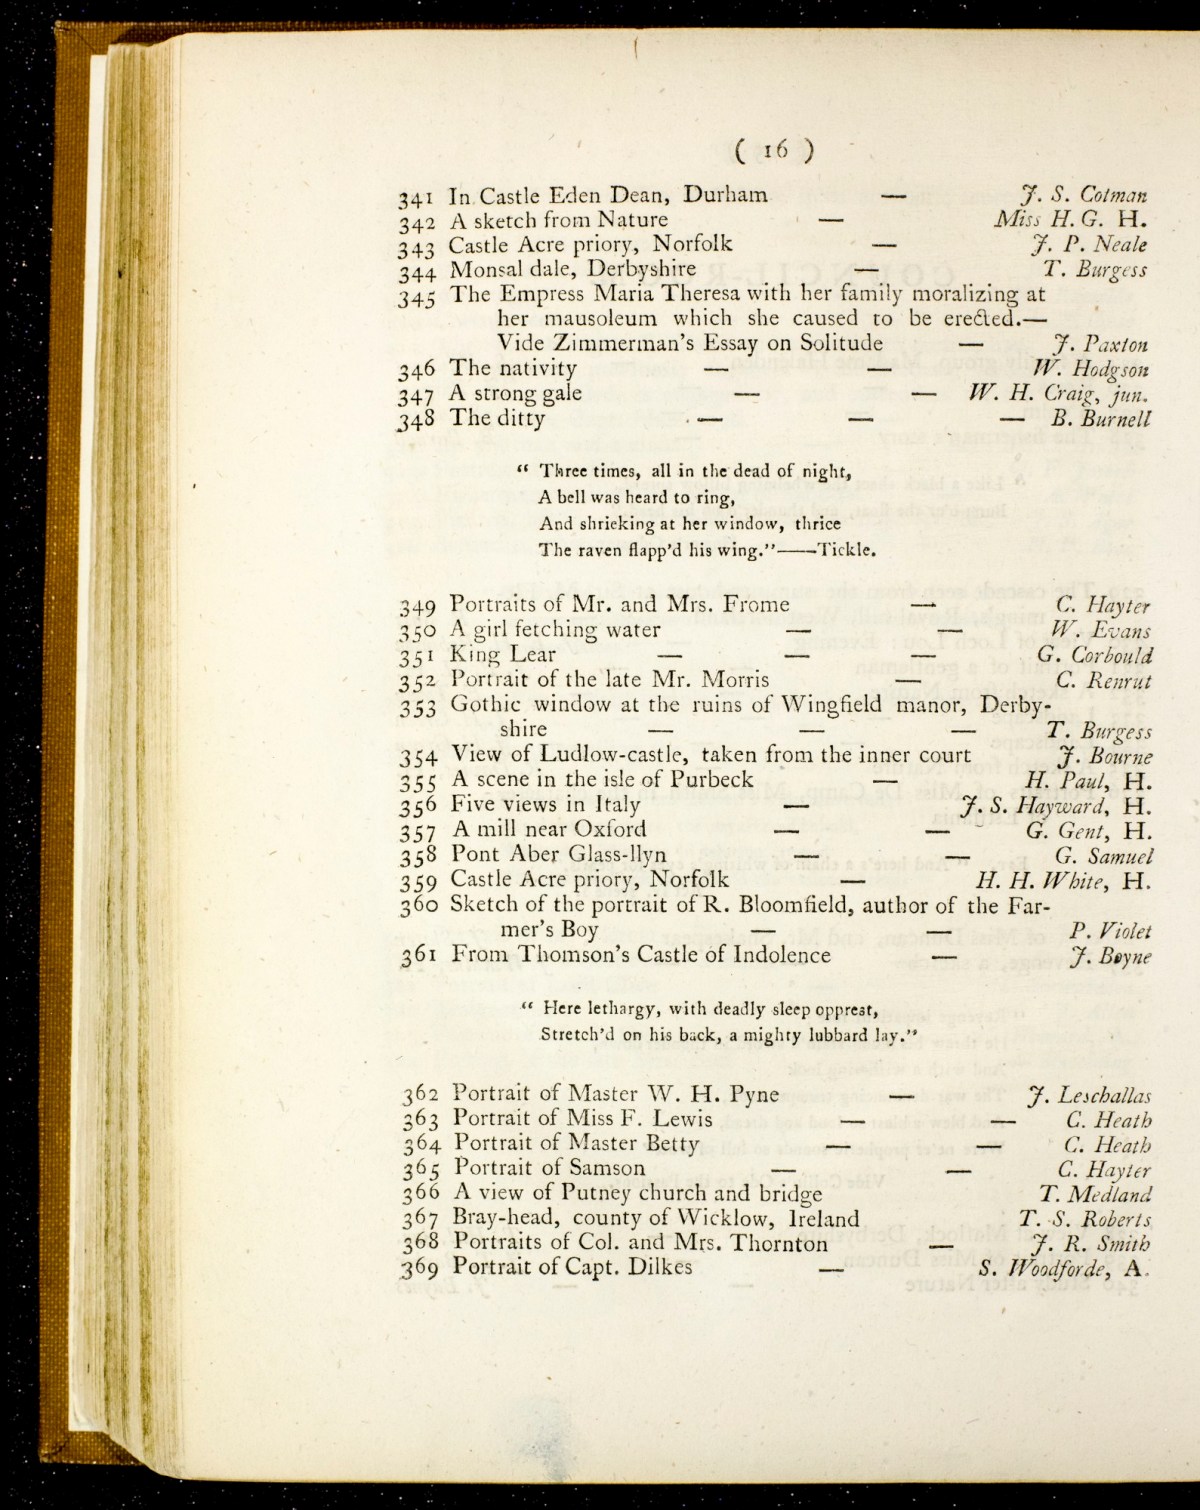 ( 16 )
341 In Castle Eden Dean, Durham — J. S. Cotman
342 A sketch from Nature — Miss H. G. H.
343 Castle Acre priory, Norfolk — J. P. Neale
344 Monsal dale, Derbyshire — T. Burgess
345 The Empress Maria Theresa with her family moralizing at
her mausoleum which she caused to be erected.—
Vide Zimmerman's Essay on Solitude — J. Paxton
346 The nativity — — W. Hodgson
347 A strong gale — — W. H. Craig, jun.
348 The ditty — — — B. Burnell
“ Three times, all in the dead of night,
A bell was heard to ring,
And shrieking at her window, thrice
The raven flapp'd his wing.”——Tickle.
349 Portraits of Mr. and Mrs. Frome — C. Hayter
350 A girl fetching water — — W. Evans
351 King Lear — — — G. Corbould
352 Portrait of the late Mr. Morris — C. Renrut
353 Gothic window at the ruins of Wingfield manor, Derby-
shire — — — T. Burgess
354 View of Ludlow-castle, taken from the inner court J. Bourne
355 A scene in the isle of Purbeck — H. Paul, H.
356 Five views in Italy — J. S. Hayward, H.
357 A mill near Oxford — — G. Gent, H.
358 Pont Aber Glass-llyn — — G. Samuel
359 Castle Acre priory, Norfolk — H. H. White, H.
360 Sketch of the portrait of R. Bloomfield, author of the Far-
mer's Boy — — P. Violet
361 From Thomson's Castle of Indolence — J. Boyne
“ Here lethargy, with deadly sleep opprest,
Stretch'd on his back, a mighty lubbard lay.”
362 Portrait of Master W. H. Pyne — J. Leschallas
363 Portrait of Miss F. Lewis — — C. Heath
364 Portrait of Master Betty — — C. Heath
365 Portrait of Samson — — C. Hayter
366 A view of Putney church and bridge T. Medland
367 Bray-head, county of Wicklow, Ireland T. S. Roberts
368 Portraits of Col. and Mrs. Thornton — J. R. Smith
369 Portrait of Capt. Dilkes — S. Woodforde, A.